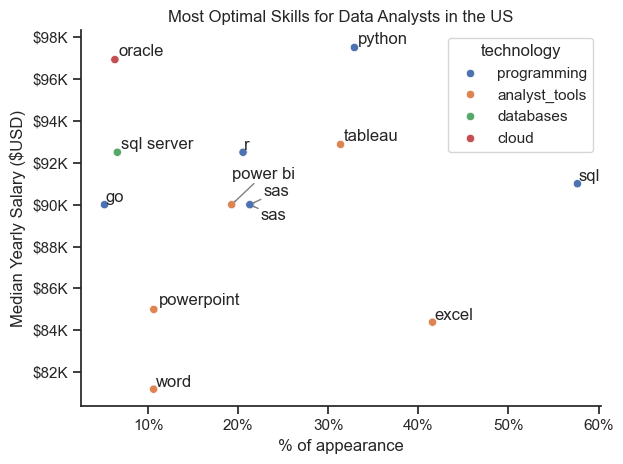 Most Optimal Skills for Data Analysts in the US
$98K
$96K
$94K
$92K
$90K
$88K
$86K
$84K
$82K
Median Yearly Salary ($USD)
oracle
python
technology
programming
analyst_tools
databases
cloud
sql server
r
tableau
power bi
sql
sas
go
sas
powerpoint
excel
word
10%
20%
30%
40%
50%
60%
% of appearance